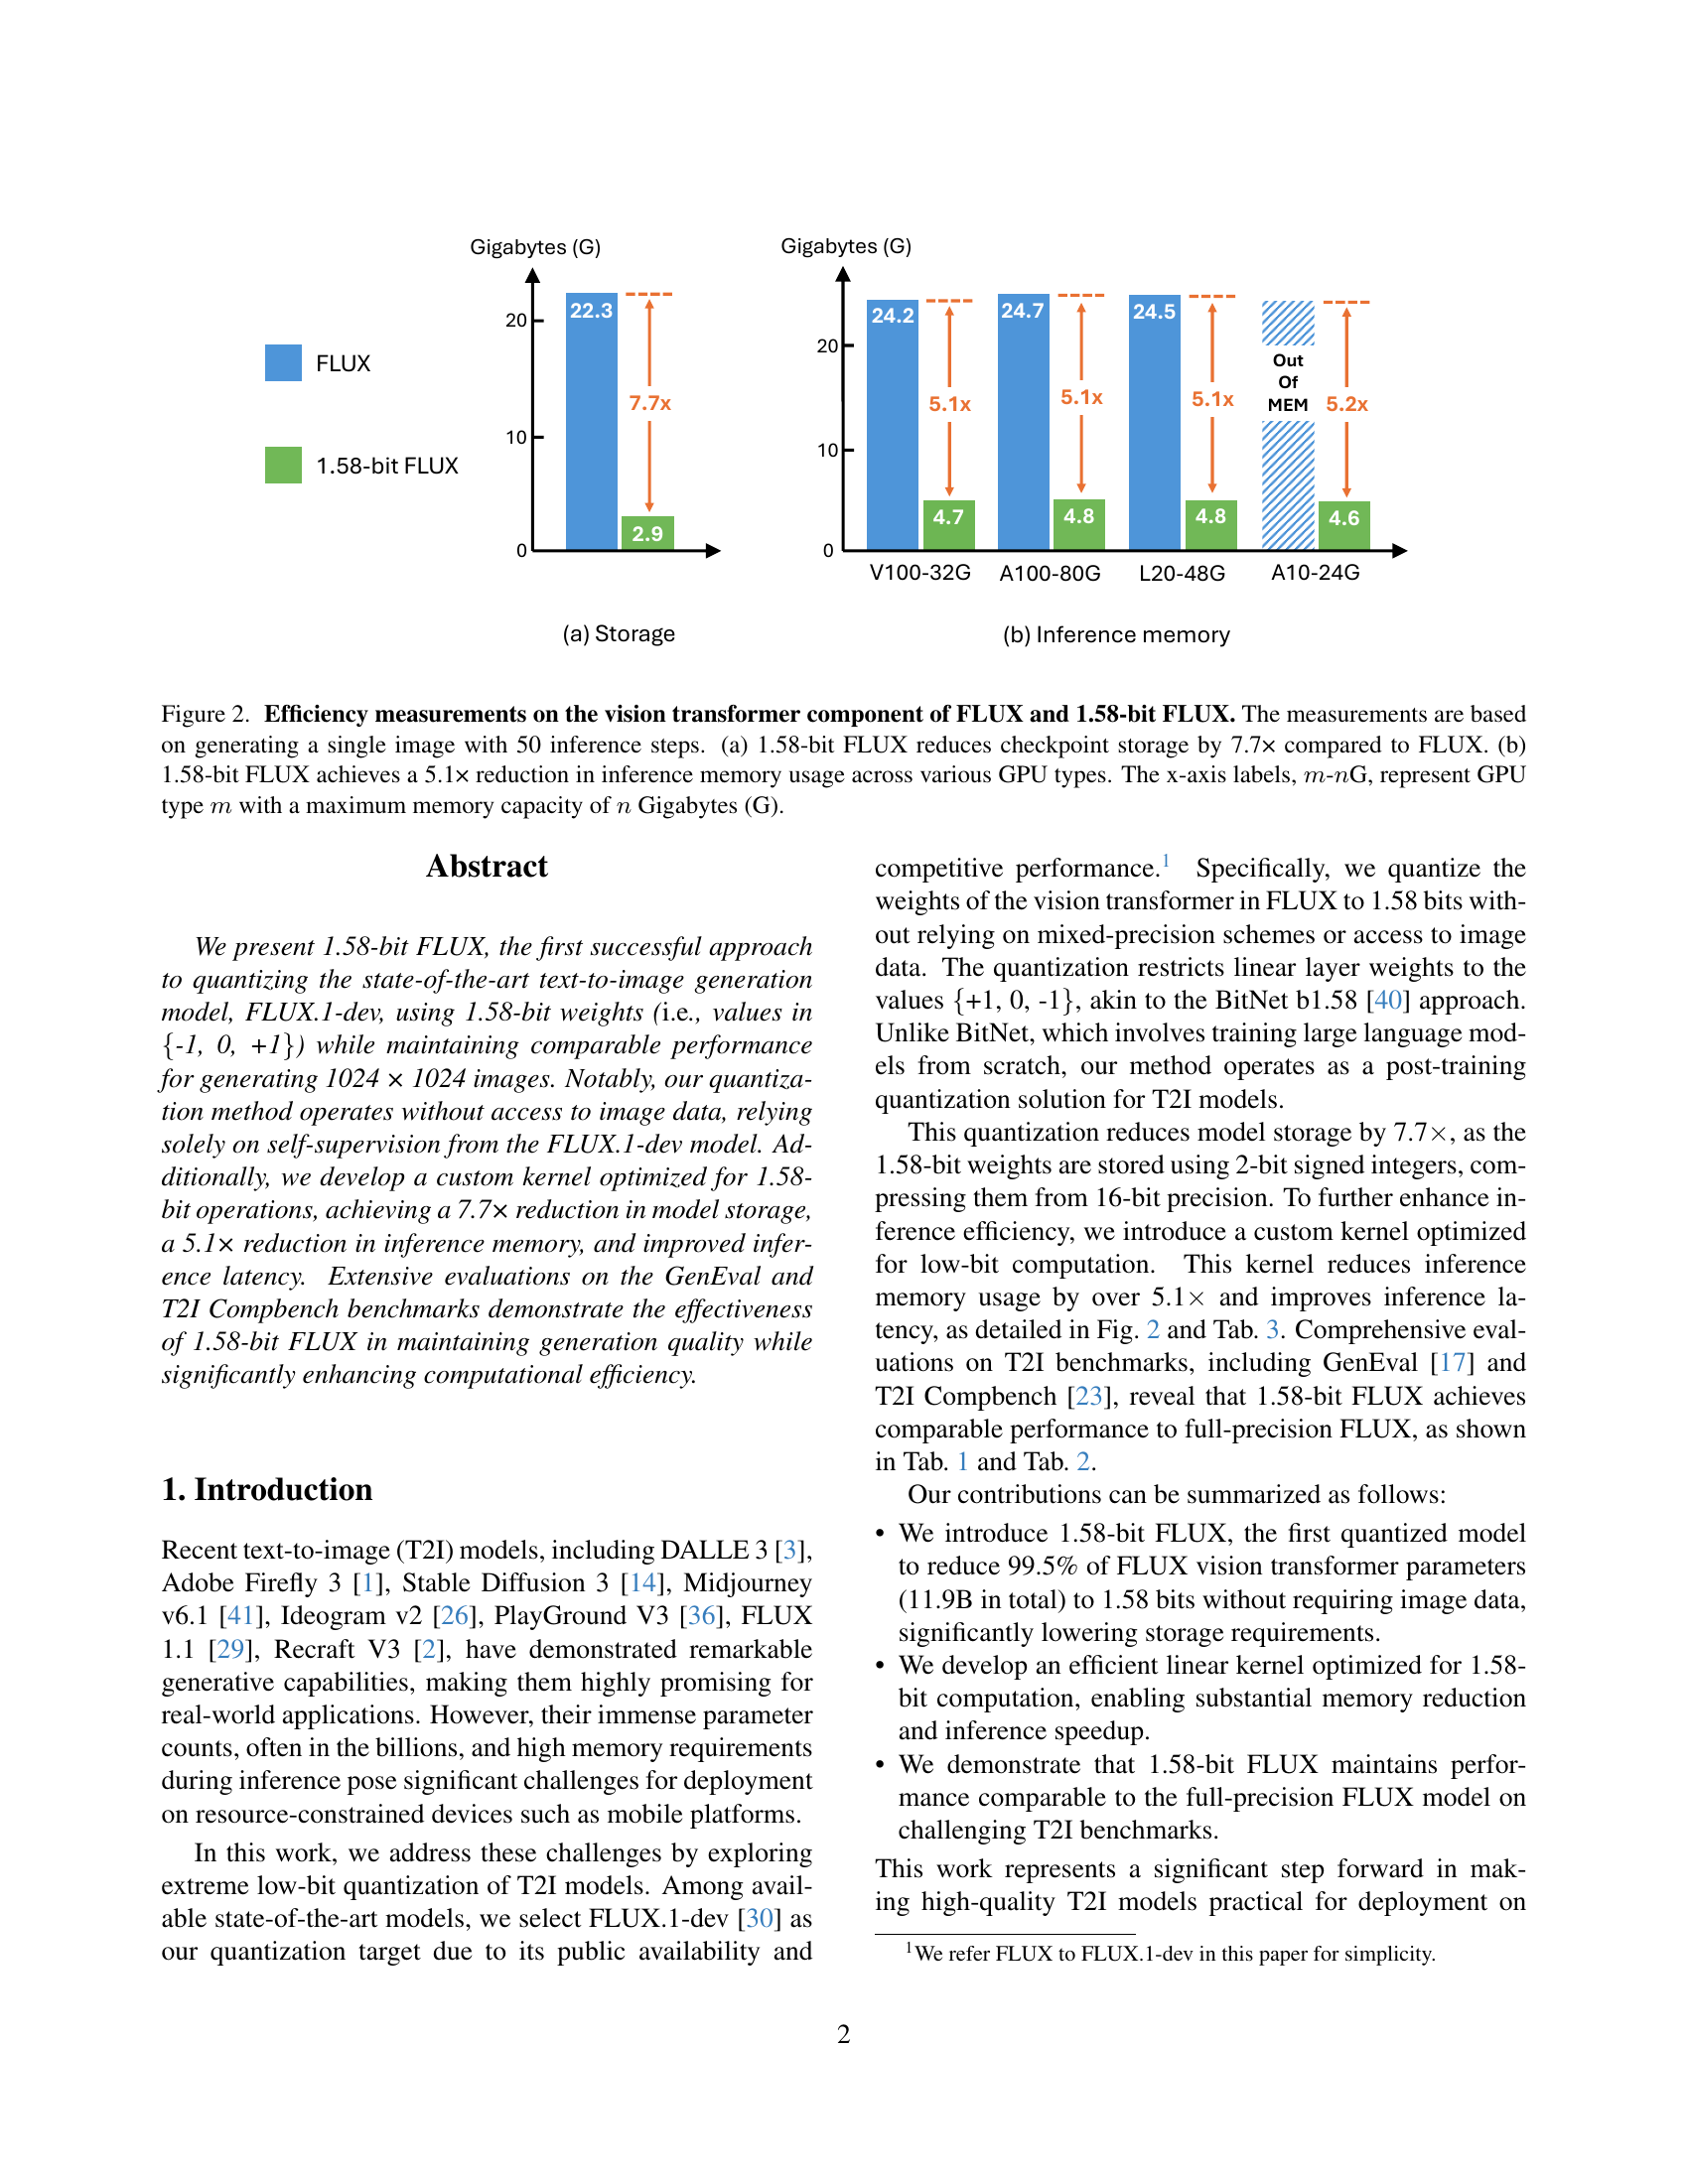 Gigabytes (G)
20
10
0
FLUX
1.58-bit FLUX
22.3
7.7x
2.9
(a) Storage
Gigabytes (G)
20
10
0
24.2
5.1x
4.7
24.7
5.1x
4.8
24.5
5.1x
4.8
Out
Of
MEM
5.2x
4.6
V100-32G
A100-80G
L20-48G
A10-24G
(b) Inference memory
Figure 2. Efficiency measurements on the vision transformer component of FLUX and 1.58-bit FLUX. The measurements are based
on generating a single image with 50 inference steps. (a) 1.58-bit FLUX reduces checkpoint storage by 7.7× compared to FLUX. (b)
1.58-bit FLUX achieves a 5.1× reduction in inference memory usage across various GPU types. The x-axis labels, m-nG, represent GPU
type m with a maximum memory capacity of n Gigabytes (G).
Abstract
We present 1.58-bit FLUX, the first successful approach
to quantizing the state-of-the-art text-to-image generation
model, FLUX.1-dev, using 1.58-bit weights (i.e., values in
{-1, 0, +1}) while maintaining comparable performance
for generating 1024 × 1024 images. Notably, our quantiza-
tion method operates without access to image data, relying
solely on self-supervision from the FLUX.1-dev model. Ad-
ditionally, we develop a custom kernel optimized for 1.58-
bit operations, achieving a 7.7× reduction in model storage,
a 5.1× reduction in inference memory, and improved infer-
ence latency. Extensive evaluations on the GenEval and
T2I Compbench benchmarks demonstrate the effectiveness
of 1.58-bit FLUX in maintaining generation quality while
significantly enhancing computational efficiency.
1. Introduction
Recent text-to-image (T2I) models, including DALLE 3 [3],
Adobe Firefly 3 [1], Stable Diffusion 3 [14], Midjourney
v6.1 [41], Ideogram v2 [26], PlayGround V3 [36], FLUX
1.1 [29], Recraft V3 [2], have demonstrated remarkable
generative capabilities, making them highly promising for
real-world applications. However, their immense parameter
counts, often in the billions, and high memory requirements
during inference pose significant challenges for deployment
on resource-constrained devices such as mobile platforms.
In this work, we address these challenges by exploring
extreme low-bit quantization of T2I models. Among avail-
able state-of-the-art models, we select FLUX.1-dev [30] as
our quantization target due to its public availability and
competitive performance.1 Specifically, we quantize the
weights of the vision transformer in FLUX to 1.58 bits with-
out relying on mixed-precision schemes or access to image
data. The quantization restricts linear layer weights to the
values {+1, 0, -1}, akin to the BitNet b1.58 [40] approach.
Unlike BitNet, which involves training large language mod-
els from scratch, our method operates as a post-training
quantization solution for T2I models.
This quantization reduces model storage by 7.7×, as the
1.58-bit weights are stored using 2-bit signed integers, com-
pressing them from 16-bit precision. To further enhance in-
ference efficiency, we introduce a custom kernel optimized
for low-bit computation. This kernel reduces inference
memory usage by over 5.1× and improves inference la-
tency, as detailed in Fig. 2 and Tab. 3. Comprehensive eval-
uations on T2I benchmarks, including GenEval [17] and
T2I Compbench [23], reveal that 1.58-bit FLUX achieves
comparable performance to full-precision FLUX, as shown
in Tab. 1 and Tab. 2.
Our contributions can be summarized as follows:
• We introduce 1.58-bit FLUX, the first quantized model
to reduce 99.5% of FLUX vision transformer parameters
(11.9B in total) to 1.58 bits without requiring image data,
significantly lowering storage requirements.
• We develop an efficient linear kernel optimized for 1.58-
bit computation, enabling substantial memory reduction
and inference speedup.
• We demonstrate that 1.58-bit FLUX maintains perfor-
mance comparable to the full-precision FLUX model on
challenging T2I benchmarks.
This work represents a significant step forward in mak-
ing high-quality T2I models practical for deployment on
1We refer FLUX to FLUX.1-dev in this paper for simplicity.
2